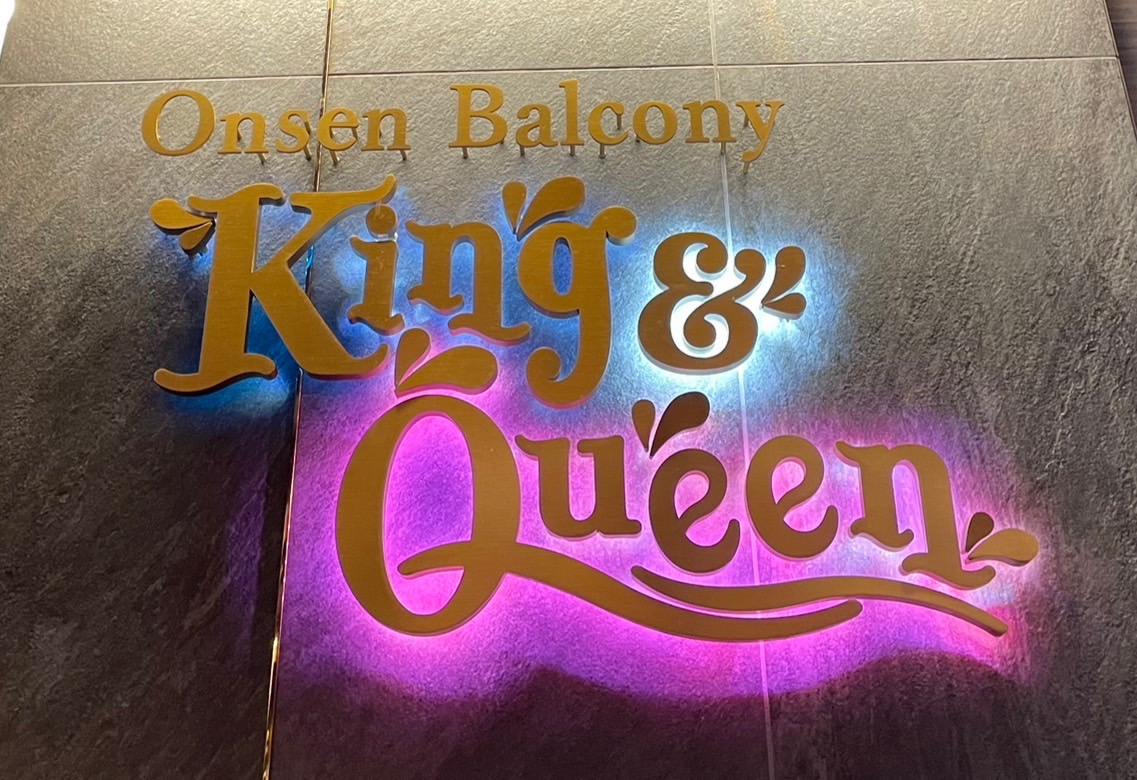 Onsen Balcony
King &
Queen